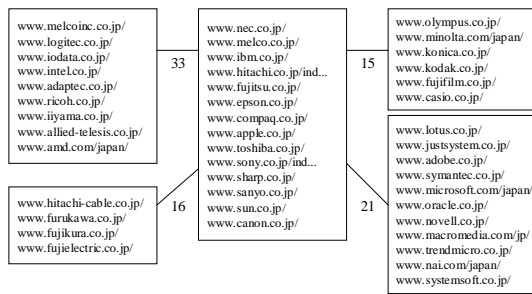 www.melcoinc.co.jp/
www.logitec.co.jp/
www.iodata.co.jp/
www.intel.co.jp/
www.adaptec.co.jp/
www.ricoh.co.jp/
www.iiyama.co.jp/
www.allied-telesis.co.jp/
www.amd.com/japan/
33
www.hitachi-cable.co.jp/
www.furukawa.co.jp/
www.fujikura.co.jp/
www.fujielectric.co.jp/
16
www.nec.co.jp/
www.melco.co.jp/
www.ibm.co.jp/
www.hitachi.co.jp/ind...
www.fujitsu.co.jp/
www.epson.co.jp/
www.compaq.co.jp/
www.apple.co.jp/
www.toshiba.co.jp/
www.sony.co.jp/ind...
www.sharp.co.jp/
www.sanyo.co.jp/
www.sun.co.jp/
www.canon.co.jp/
15
www.olympus.co.jp/
www.minolta.com/japan/
www.konica.co.jp/
www.kodak.co.jp/
www.fujifilm.co.jp/
www.casio.co.jp/
21
www.lotus.co.jp/
www.justsystem.co.jp/
www.adobe.co.jp/
www.symantec.co.jp/
www.microsoft.com/japan/
www.oracle.co.jp/
www.novell.co.jp/
www.macromedia.com/jp/
www.trendmicro.co.jp/
www.nai.com/japan/
www.systemsoft.co.jp/